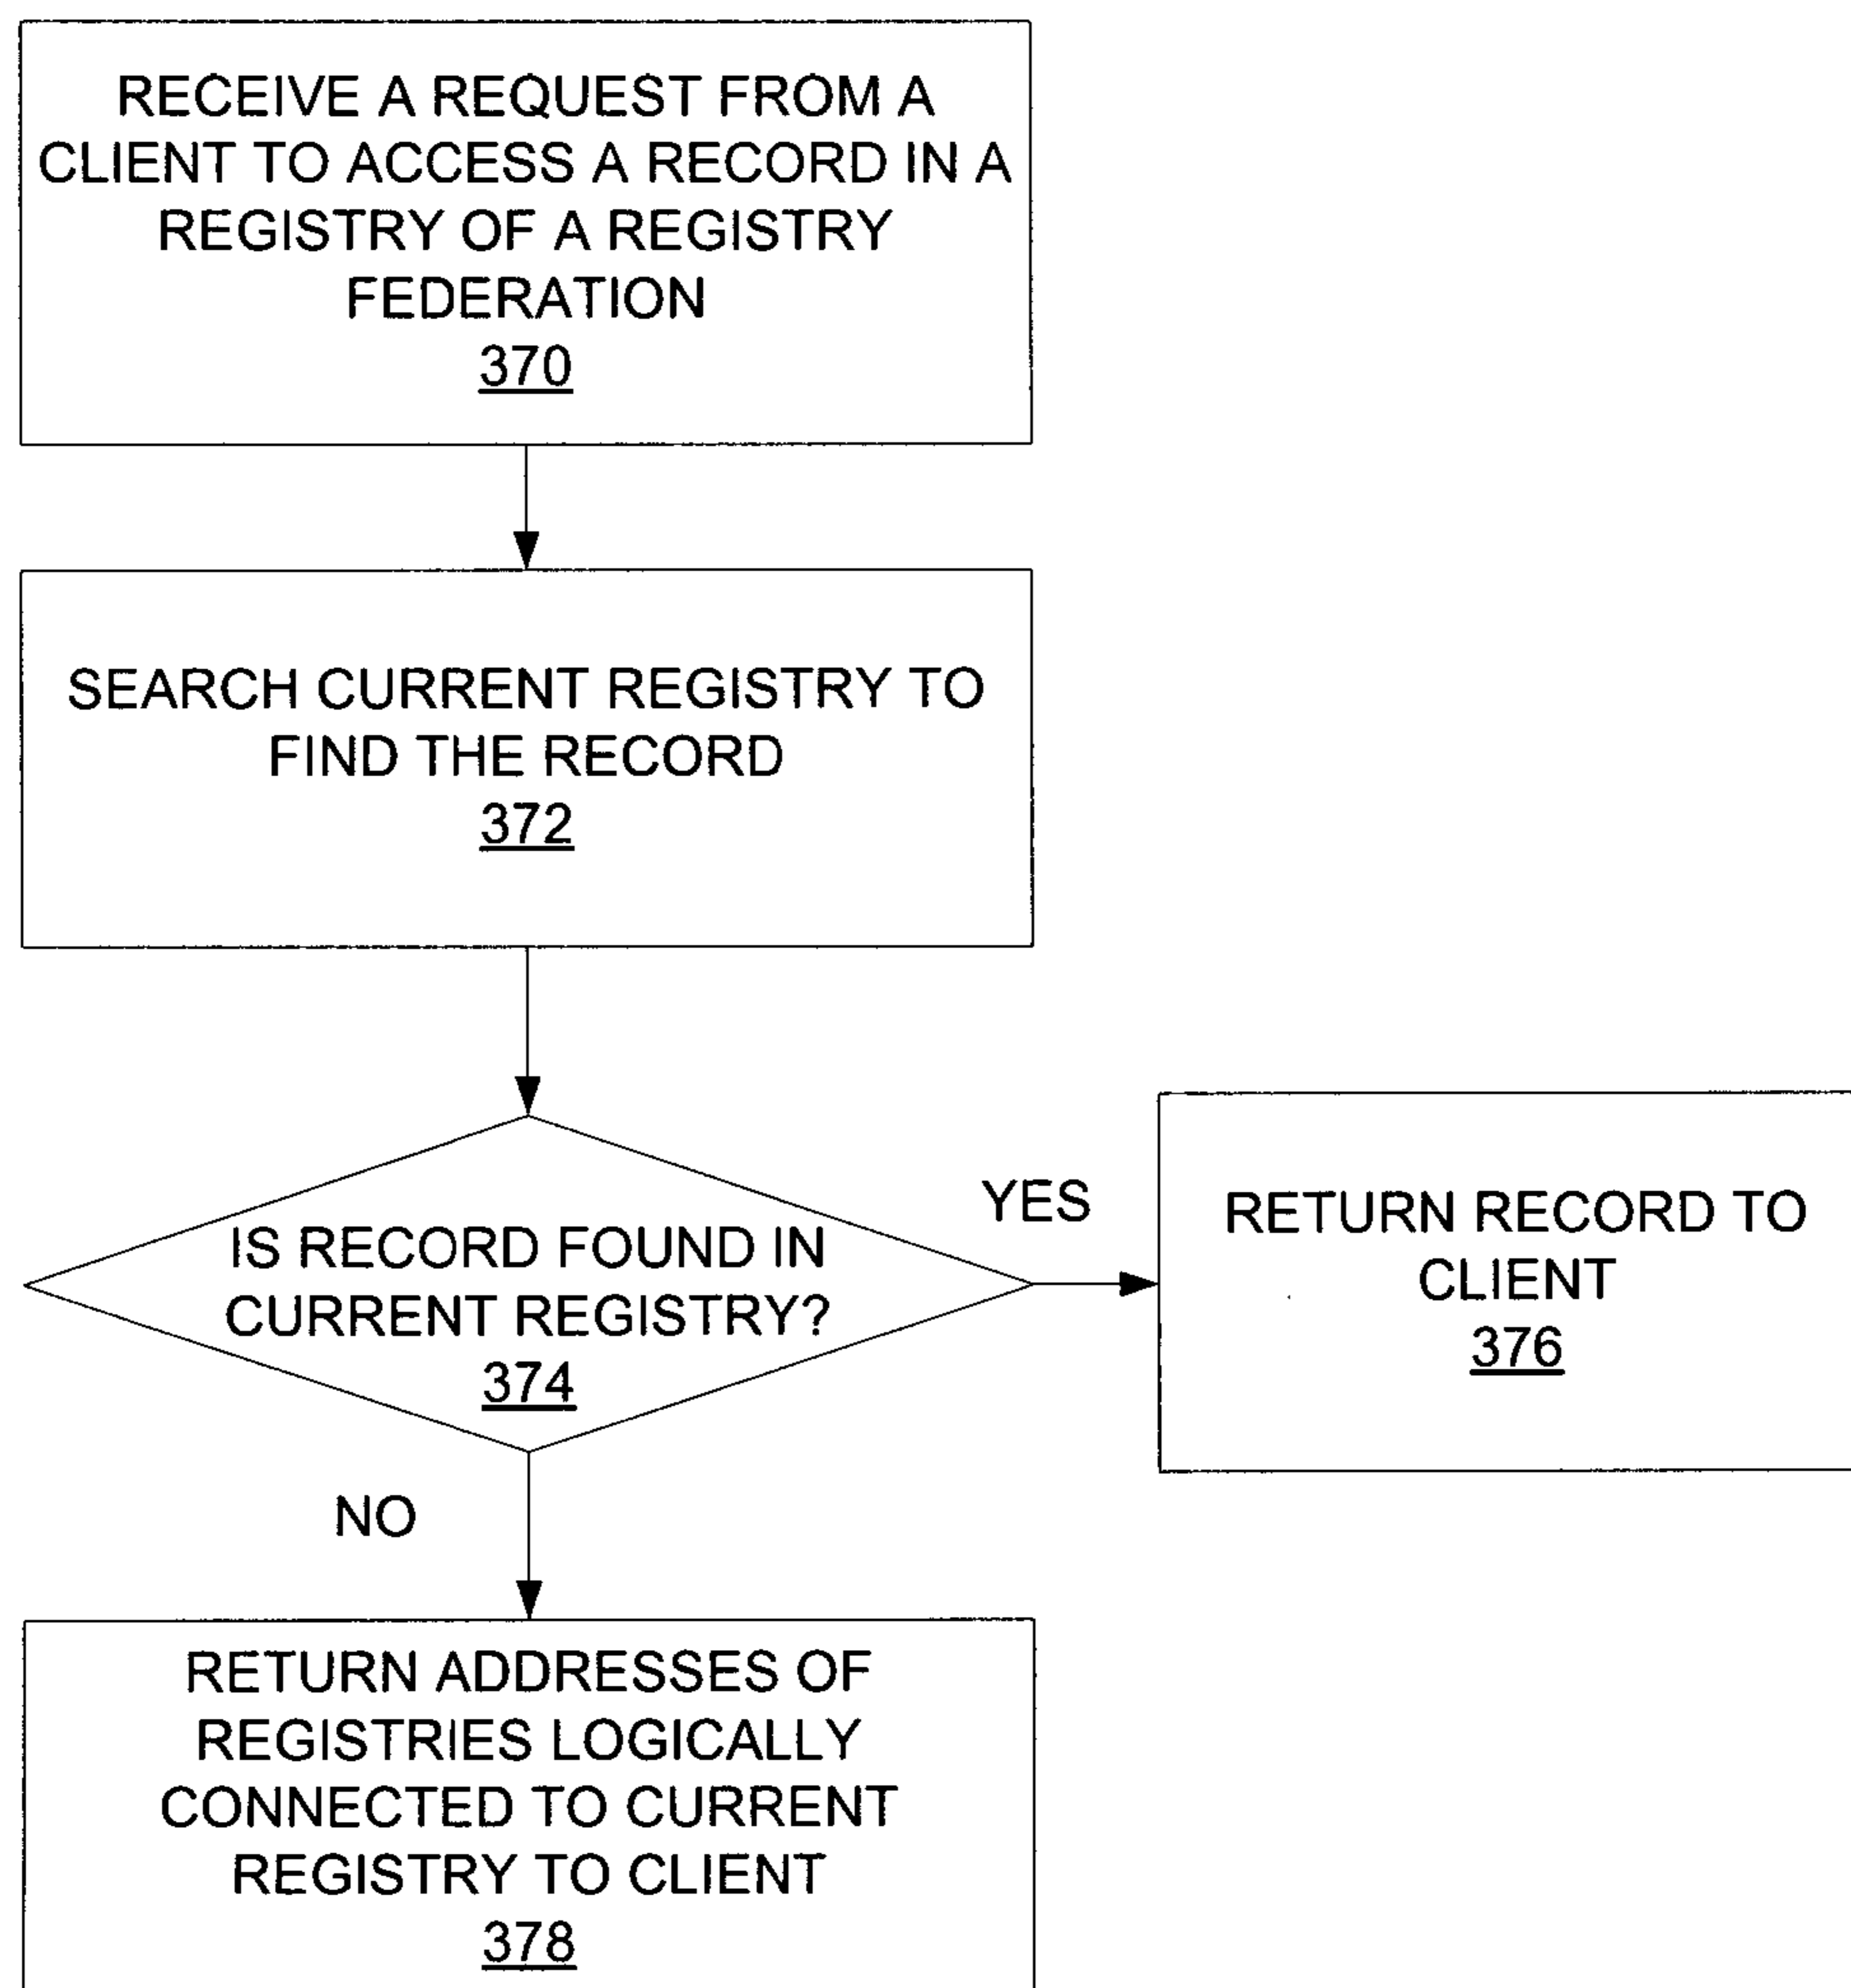 RECEIVE A REQUEST FROM A
CLIENT TO ACCESS A RECORD IN A
REGISTRY OF A REGISTRY
FEDERATION
370
SEARCH CURRENT REGISTRY TO
FIND THE RECORD
372
IS RECORD FOUND IN
CURRENT REGISTRY?
374
YES
RETURN RECORD TO
CLIENT
376
NO
RETURN ADDRESSES OF
REGISTRIES LOGICALLY
CONNECTED TO CURRENT
REGISTRY TO CLIENT
378